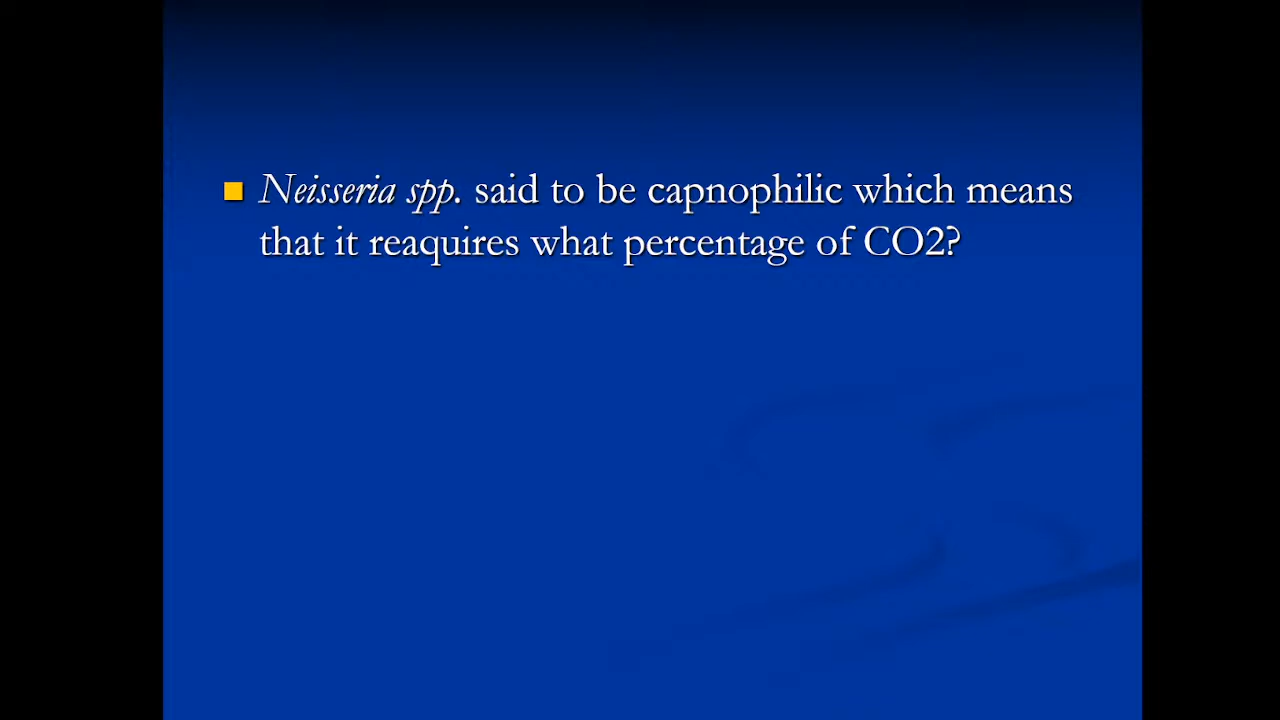 Neisseria spp. said to be capnophilic which means
that it reaquires what percentage of CO2?